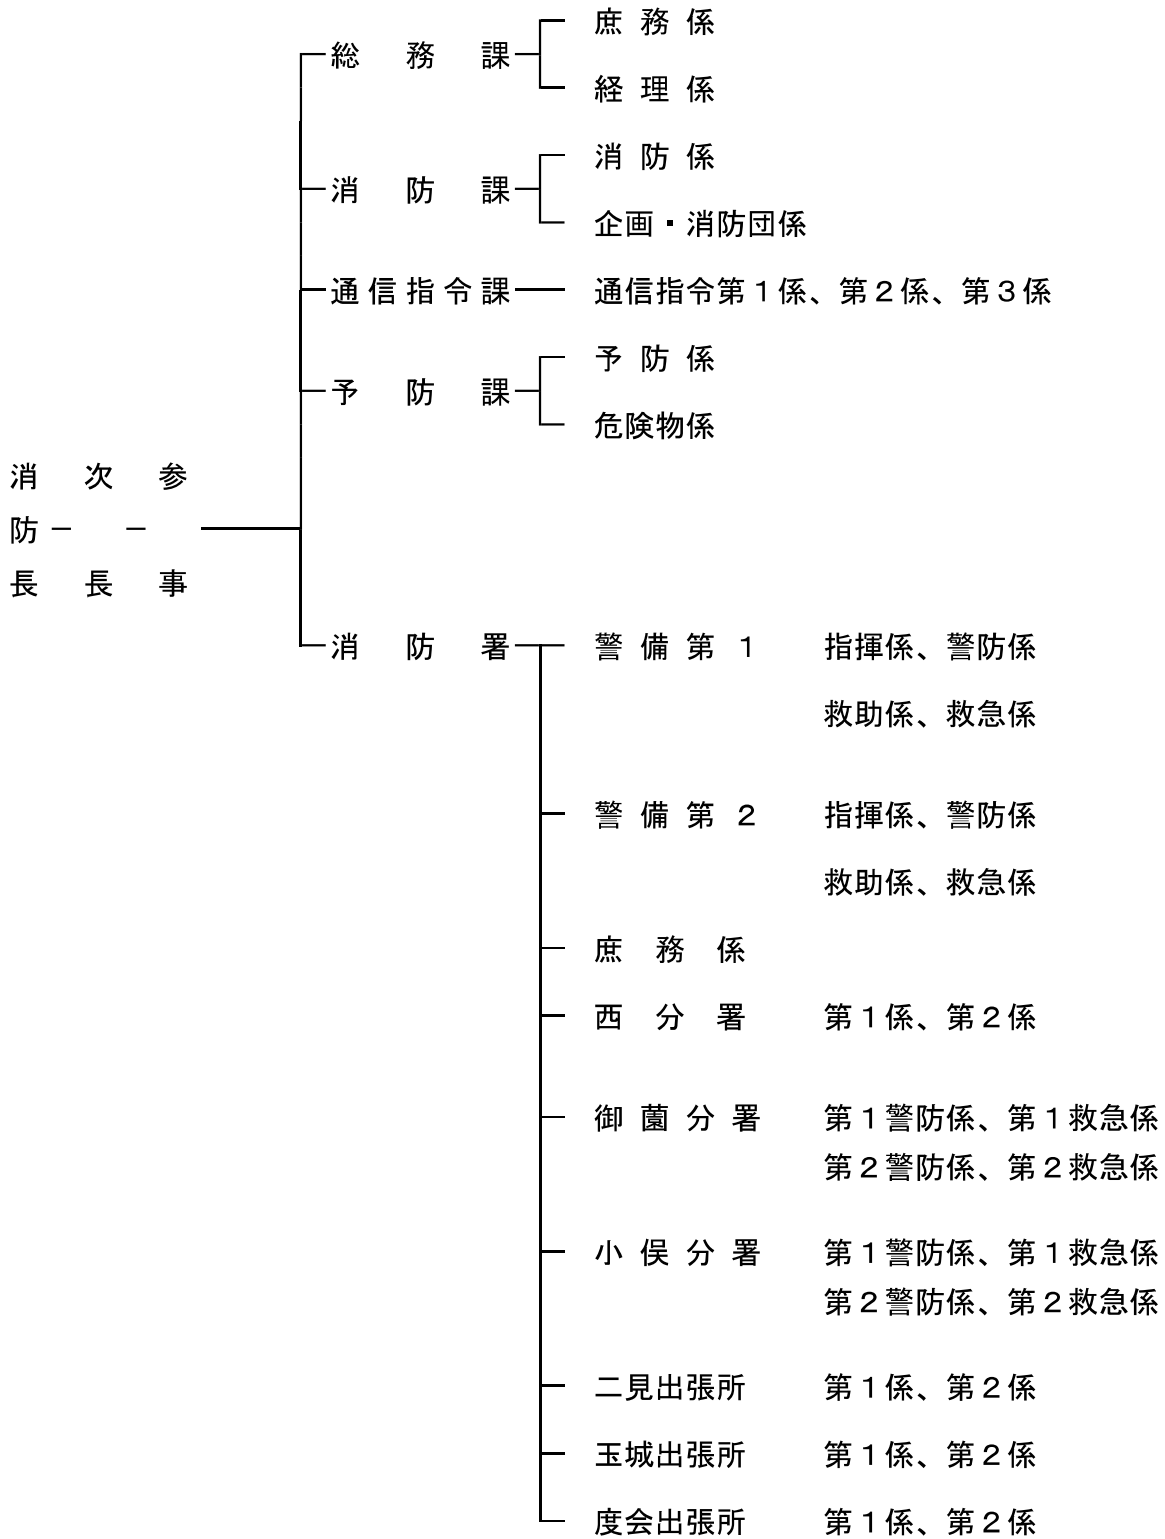 庶務係
総務課
経理係
消防係
消防課
企画・消防団係
通信指令課 通信指令第１係、第２係、第３係
予防係
予防課
危険物係
消防長－次長－参事
消防署 警備第１ 指揮係、警防係
救助係、救急係
警備第２ 指揮係、警防係
救助係、救急係
庶務係
西分署 第１係、第２係
御薗分署 第１警防係、第１救急係
第２警防係、第２救急係
小俣分署 第１警防係、第１救急係
第２警防係、第２救急係
二見出張所 第１係、第２係
玉城出張所 第１係、第２係
度会出張所 第１係、第２係